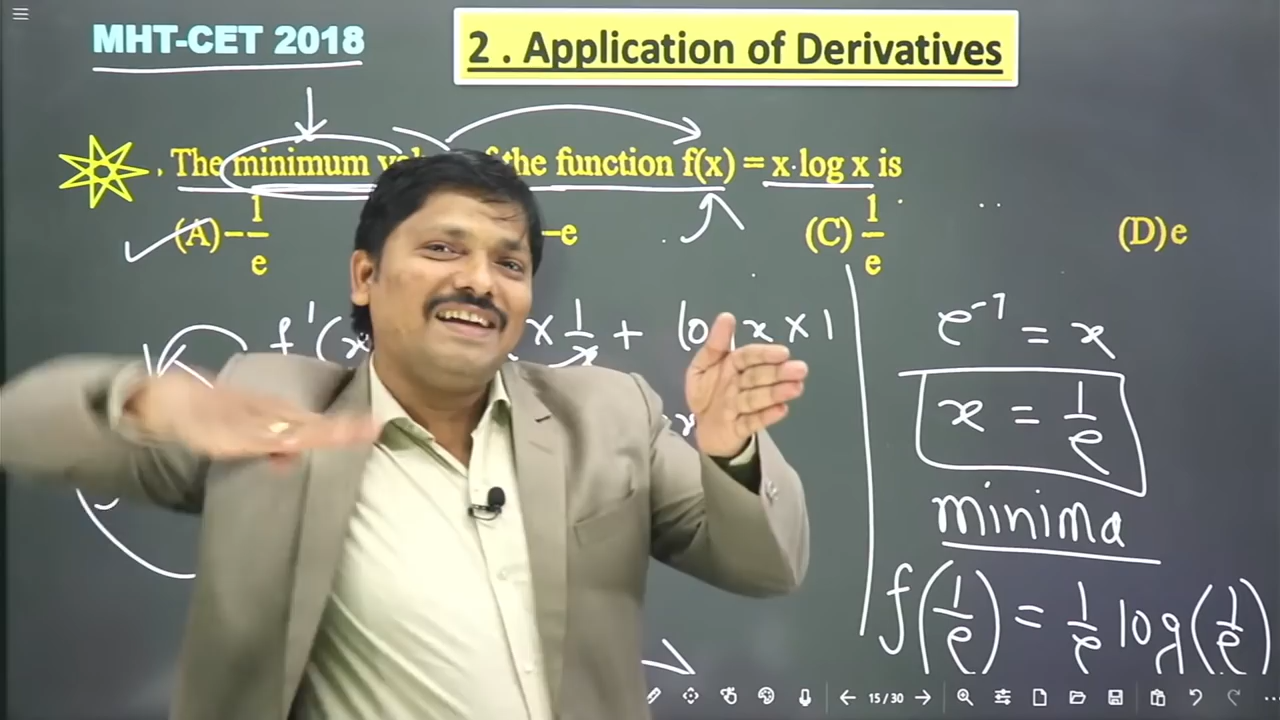 MHT-CET 2018
2 . Application of Derivatives
. The minimum of the function f(x) = x·log x is
(A) -1/e
-e
(C) 1/e
(D) e
f'(x × 1/x + log x × 1
e^-1 = x
x = 1/e
minima
f(1/e) = 1/e log(1/e)
15 / 30